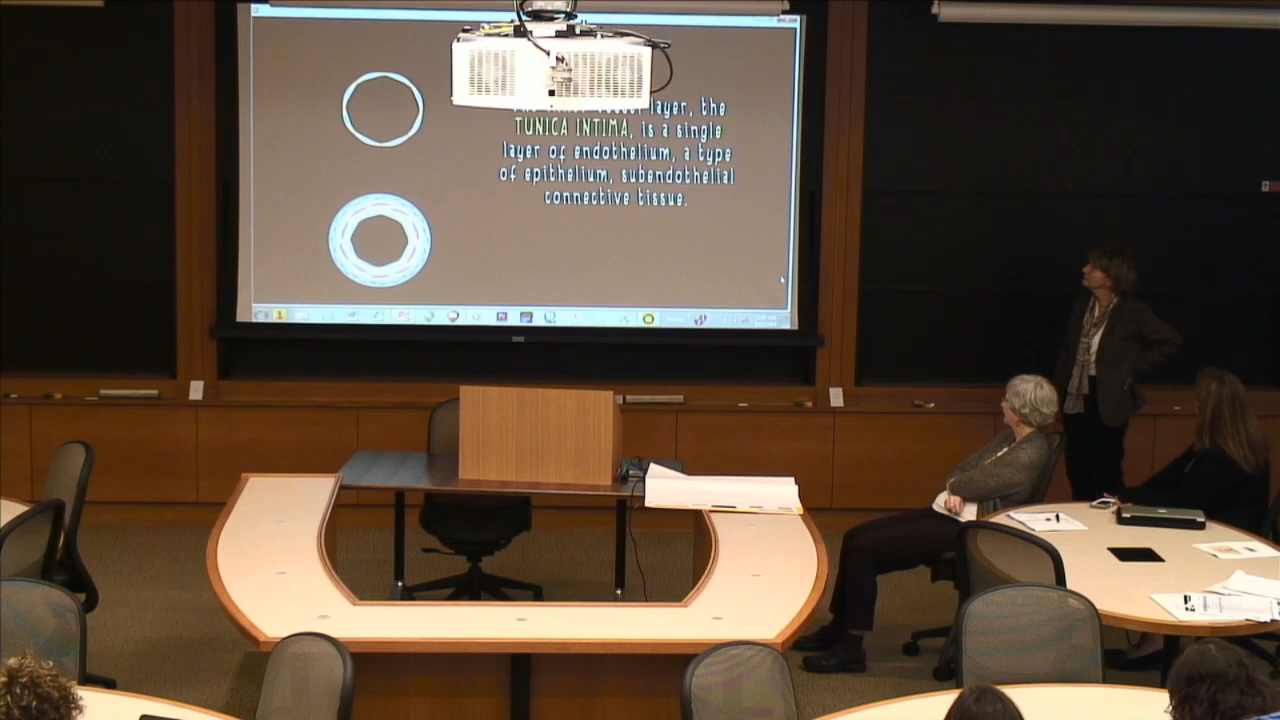 layer, the
TUNICA INTIMA, is a single
layer of endothelium, a type
of epithelium, subendothelial
connective tissue.